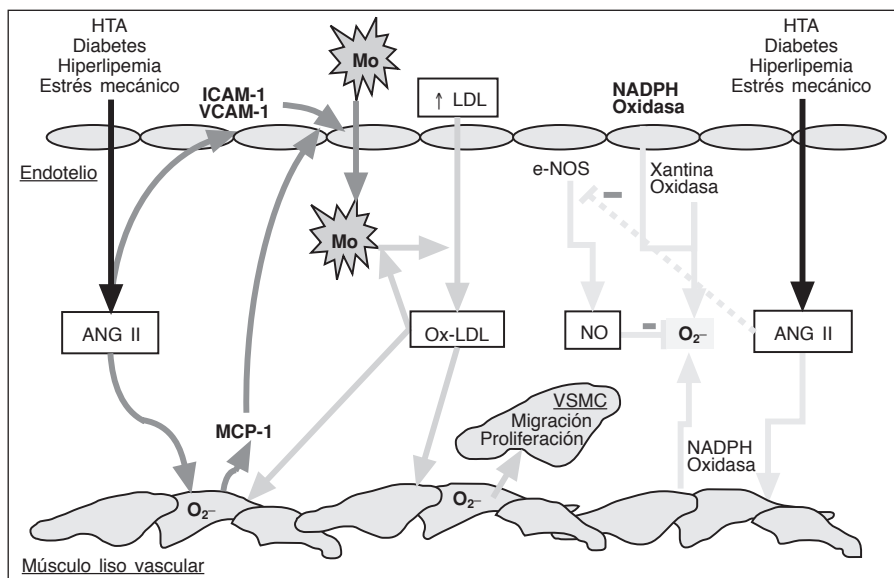 HTA
Diabetes
Hiperlipemia
Estrés mecánico
ICAM-1
VCAM-1
Mo
↑ LDL
NADPH
Oxidasa
HTA
Diabetes
Hiperlipemia
Estrés mecánico
Endotelio
e-NOS
Xantina
Oxidasa
Mo
ANG II
Ox-LDL
NO
O₂–
ANG II
MCP-1
VSMC
Migración
Proliferación
NADPH
Oxidasa
O₂–
O₂–
Músculo liso vascular